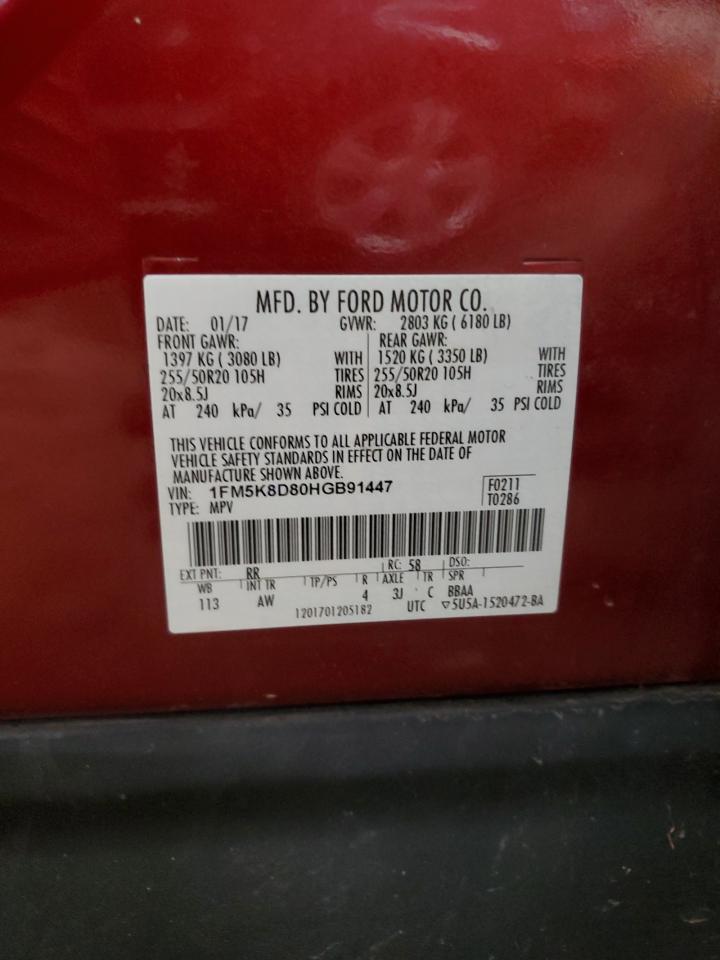 MFD. BY FORD MOTOR CO.
DATE: 01/17 GVWR: 2803 KG ( 6180 LB)
FRONT GAWR: REAR GAWR:
1397 KG ( 3080 LB) WITH 1520 KG ( 3350 LB) WITH
255/50R20 105H TIRES 255/50R20 105H TIRES
20x8.5J RIMS 20x8.5J RIMS
AT 240 kPa/ 35 PSI COLD AT 240 kPa/ 35 PSI COLD
THIS VEHICLE CONFORMS TO ALL APPLICABLE FEDERAL MOTOR
VEHICLE SAFETY STANDARDS IN EFFECT ON THE DATE OF
MANUFACTURE SHOWN ABOVE.
VIN: 1FM5K8D80HGB91447 F0211
TYPE: MPV T0286
EXT PNT: RR RC: 58 DSO:
WB INT TR TP/PS R AXLE TR SPR
113 AW 4 3J C BBAA
1201701205182 UTC ▽5U5A-1520472-BA